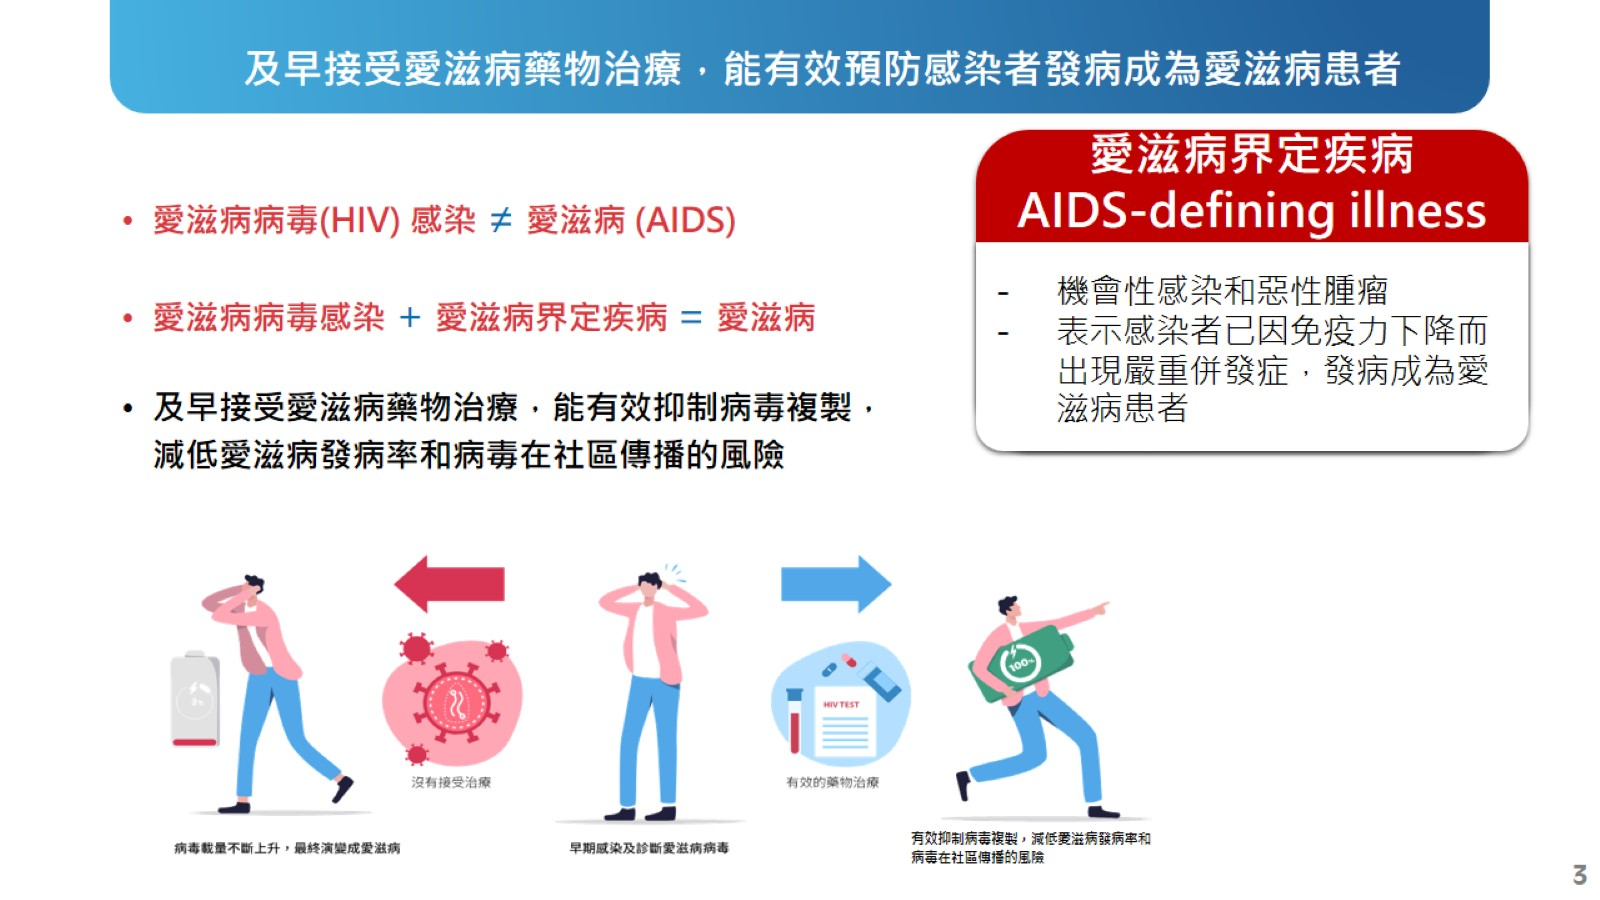 及早接受愛滋病藥物治療，能有效預防感染者發病成為愛滋病患者
• 愛滋病病毒(HIV) 感染 ≠ 愛滋病 (AIDS)
• 愛滋病病毒感染 + 愛滋病界定疾病 = 愛滋病
• 及早接受愛滋病藥物治療，能有效抑制病毒複製，
減低愛滋病發病率和病毒在社區傳播的風險
愛滋病界定疾病
AIDS-defining illness
- 機會性感染和惡性腫瘤
- 表示感染者已因免疫力下降而
出現嚴重併發症，發病成為愛
滋病患者
沒有接受治療
HIV TEST
有效的藥物治療
100%
病毒載量不斷上升，最終演變成愛滋病
早期感染及診斷愛滋病病毒
有效抑制病毒複製，減低愛滋病發病率和
病毒在社區傳播的風險
3